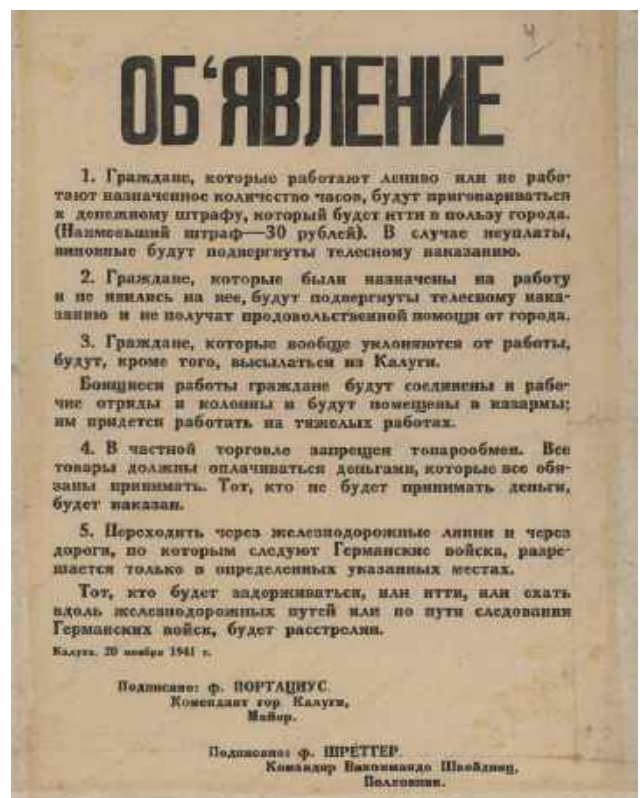 4
ОБ‘ЯВЛЕНИЕ
1. Граждане, которые работают лениво или не рабо-
тают назначенное количество часов, будут приговариваться
к денежному штрафу, который будет итти в пользу города.
(Наименьший штраф—30 рублей). В случае неуплаты,
виновные будут подвергнуты телесному наказанию.
2. Граждане, которые были назначены на работу
и не явились на нее, будут подвергнуты телесному нака-
занию и не получат продовольственной помощи от города.
3. Граждане, которые вообще уклоняются от работы,
будут, кроме того, высылаться из Калуги.
Боящиеся работы граждане будут соединены в рабо-
чие отряды и колонны и будут помещены в казармы;
им придется работать на тяжелых работах.
4. В частной торговле запрещен товарообмен. Все
товары должны оплачиваться деньгами, которые все обя-
заны принимать. Тот, кто не будет принимать деньги,
будет наказан.
5. Переходить через железнодорожные линии и через
дороги, по которым следуют Германские войска, разре-
шается только в определенных указанных местах.
Тот, кто будет задерживаться, или итти, или ехать
вдоль железнодорожных путей или по пути следования
Германских войск, будет расстрелян.
Калуга, 20 ноября 1941 г.
Подписано: ф. ПОРТАЦИУС.
Комендант гор. Калуги,
Майор.
Подписано: ф. ШРЁТТЕР.
Командир Викоммандо Швейдниц,
Полковник.